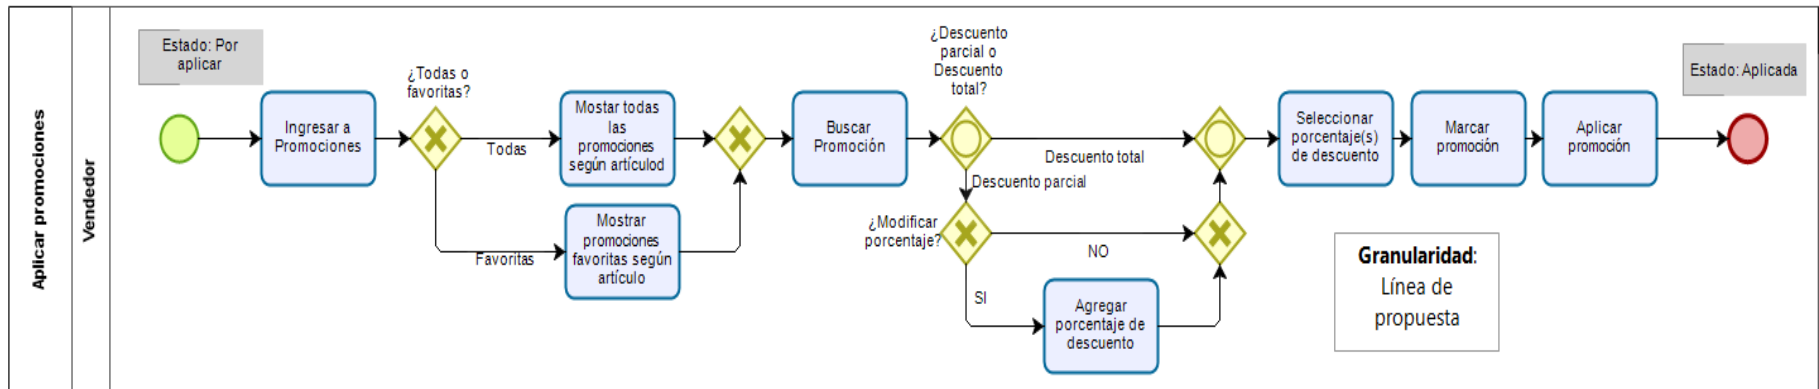 Aplicar promociones
Vendedor
Estado: Por
aplicar
Ingresar a
Promociones
¿Todas o
favoritas?
Todas
Favoritas
Mostar todas
las
promociones
según artículod
Mostrar
promociones
favoritas según
artículo
Buscar
Promoción
¿Descuento
parcial o
Descuento
total?
Descuento total
Descuento parcial
¿Modificar
porcentaje?
NO
SI
Agregar
porcentaje de
descuento
Seleccionar
porcentaje(s)
de descuento
Marcar
promoción
Aplicar
promoción
Estado: Aplicada
Granularidad:
Línea de
propuesta